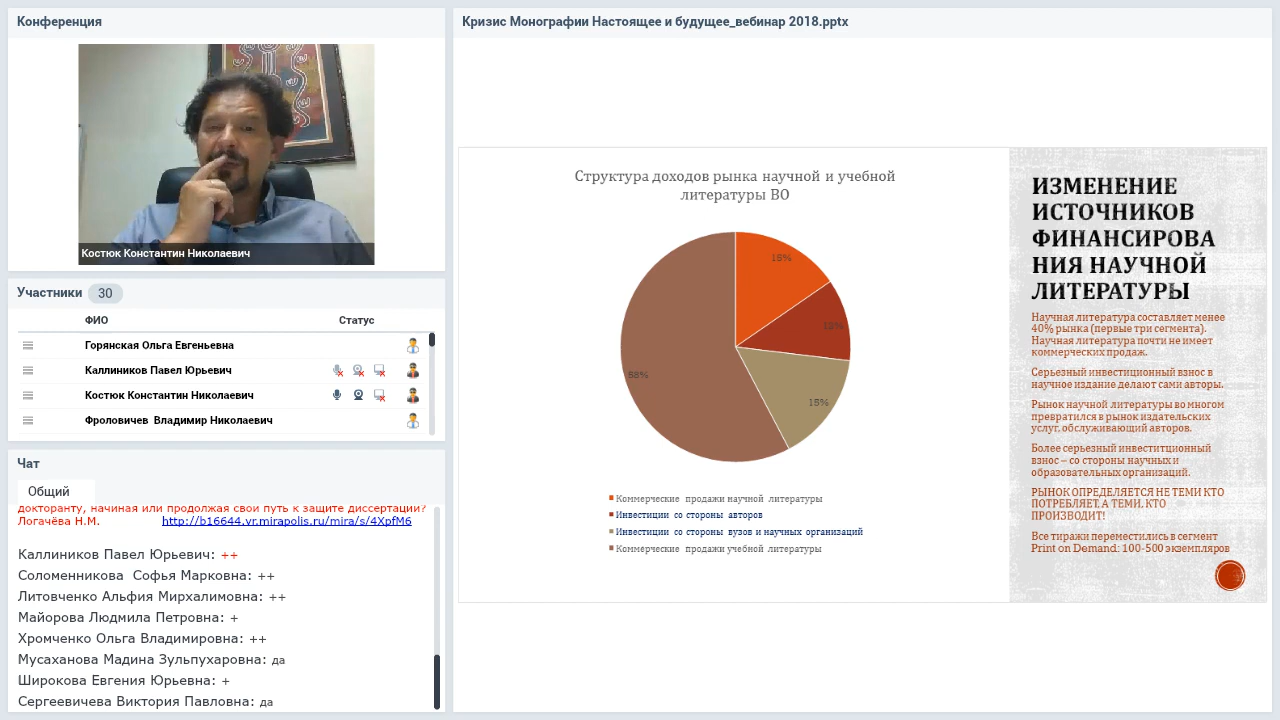 Конференция
Костюк Константин Николаевич
Участники 30
ФИО Статус
Горянская Ольга Евгеньевна
Каллиников Павел Юрьевич
Костюк Константин Николаевич
Фроловичев Владимир Николаевич
Чат
Общий
докторанту, начиная или продолжая свой путь к защите диссертации?
Логачёва Н.М. http://b16644.vr.mirapolis.ru/mira/s/4XpfM6
Каллиников Павел Юрьевич: ++
Соломенникова Софья Марковна: ++
Литовченко Альфия Мирхалимовна: ++
Майорова Людмила Петровна: +
Хромченко Ольга Владимировна: ++
Мусаханова Мадина Зульпухаровна: да
Широкова Евгения Юрьевна: +
Сергеевичева Виктория Павловна: да
Кризис Монографии Настоящее и будущее_вебинар 2018.pptx
Структура доходов рынка научной и учебной
литературы ВО
15%
58%
15%
Коммерческие продажи научной литературы
Инвестиции со стороны авторов
Инвестиции со стороны вузов и научных организаций
Коммерческие продажи учебной литературы
ИЗМЕНЕНИЕ
ИСТОЧНИКОВ
ФИНАНСИРОВА
НИЯ НАУЧНОЙ
ЛИТЕРАТУРЫ
Научная литература составляет менее
40% рынка (первые три сегмента).
Научная литература почти не имеет
коммерческих продаж.
Серьезный инвестиционный взнос в
научное издание делают сами авторы.
Рынок научной литературы во многом
превратился в рынок издательских
услуг, обслуживающий авторов.
Более серьезный инвеститционный
взнос – со стороны научных и
образовательных организаций.
РЫНОК ОПРЕДЕЛЯЕТСЯ НЕ ТЕМИ КТО
ПОТРЕБЛЯЕТ, А ТЕМИ, КТО
ПРОИЗВОДИТ!
Все тиражи переместились в сегмент
Print on Demand: 100-500 экземпляров